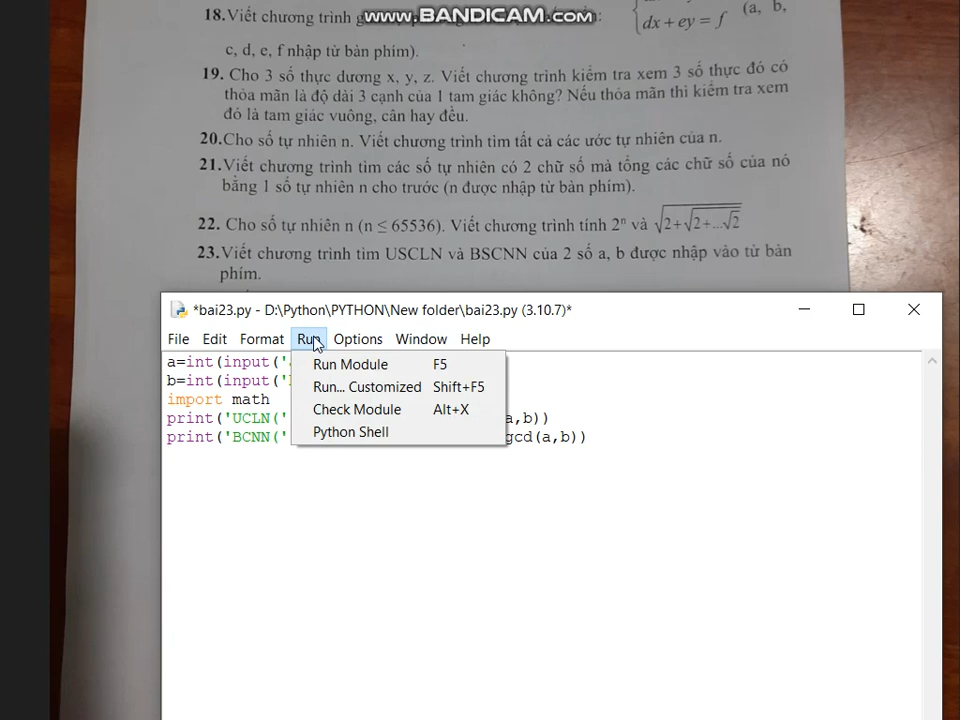 www.BANDICAM.com
18.Viết chương trình
dx + ey = f
(a, b,
c, d, e, f nhập từ bàn phím).
19. Cho 3 số thực dương x, y, z. Viết chương trình kiểm tra xem 3 số thực đó có
thỏa mãn là độ dài 3 cạnh của 1 tam giác không? Nếu thỏa mãn thì kiểm tra xem
đó là tam giác vuông, cân hay đều.
20.Cho số tự nhiên n. Viết chương trình tìm tất cả các ước tự nhiên của n.
21.Viết chương trình tìm các số tự nhiên có 2 chữ số mà tổng các chữ số của nó
bằng 1 số tự nhiên n cho trước (n được nhập từ bàn phím).
22. Cho số tự nhiên n (n ≤ 65536). Viết chương trình tính 2ⁿ và √2+√2+...√2
23.Viết chương trình tìm USCLN và BSCNN của 2 số a, b được nhập vào từ bàn
phím.
*bai23.py - D:\Python\PYTHON\New folder\bai23.py (3.10.7)*
File Edit Format Run Options Window Help
Run Module F5
Run... Customized Shift+F5
Check Module Alt+X
Python Shell
a=int(input('
b=int(input('
import math
print('UCLN(' a,b))
print('BCNN(' gcd(a,b))